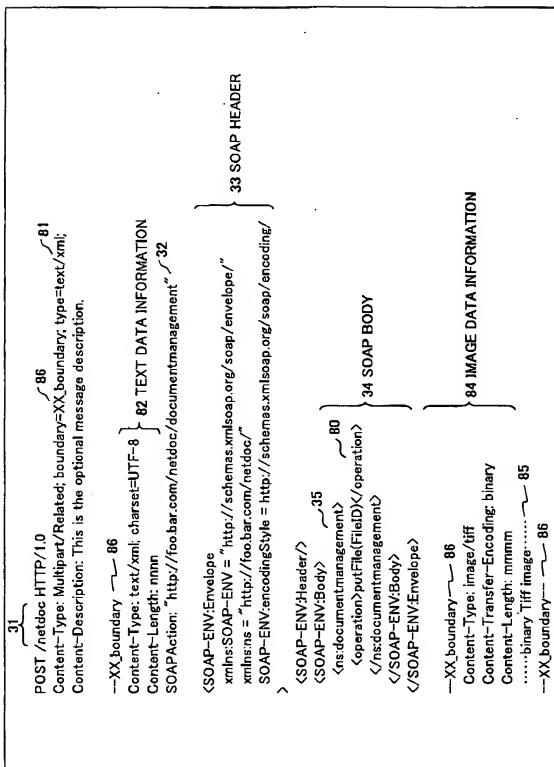 31
POST /netdoc HTTP/1.0
86
Content-Type: Multipart/Related; boundary=XX_boundary; type=text/xml; 81
Content-Description: This is the optional message description.
--XX_boundary 86
Content-Type: text/xml; charset=UTF-8
Content-Length: nnnn
82 TEXT DATA INFORMATION
SOAPAction: "http://foo.bar.com/netdoc/documentmanagement" 32
<SOAP-ENV:Envelope
xmlns:SOAP-ENV = "http://schemas.xmlsoap.org/soap/envelope/"
xmlns:ns = "http://foo.bar.com/netdoc/"
SOAP-ENV:encodingStyle = http://schemas.xmlsoap.org/soap/encoding/
>
33 SOAP HEADER
<SOAP-ENV:Header/>
<SOAP-ENV:Body> 35
<ns:documentmanagement>
<operation>putFile(FileID)</operation> 80
</ns:documentmanagement>
</SOAP-ENV:Body>
</SOAP-ENV:Envelope>
34 SOAP BODY
--XX_boundary 86
Content-Type: image/tiff
Content-Transfer-Encoding: binary
Content-Length: mmmm
84 IMAGE DATA INFORMATION
······binary Tiff image······· 85
--XX_boundary-- 86